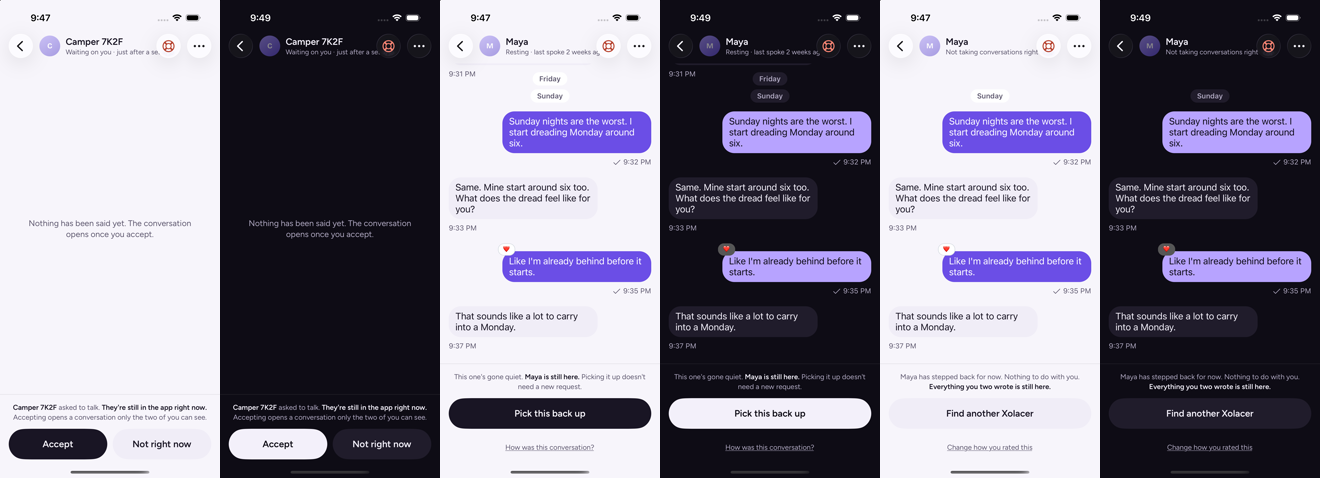 9:47
C
Camper 7K2F
Waiting on you · just after a se...
Nothing has been said yet. The conversation
opens once you accept.
Camper 7K2F asked to talk. They're still in the app right now.
Accepting opens a conversation only the two of you can see.
Accept
Not right now
9:49
C
Camper 7K2F
Waiting on you · just after a se...
Nothing has been said yet. The conversation
opens once you accept.
Camper 7K2F asked to talk. They're still in the app right now.
Accepting opens a conversation only the two of you can see.
Accept
Not right now
9:47
M
Maya
Resting · last spoke 2 weeks ag
9:31 PM
Friday
Sunday
Sunday nights are the worst. I
start dreading Monday around
six.
9:32 PM
Same. Mine start around six too.
What does the dread feel like for
you?
9:33 PM
Like I'm already behind before it
starts.
9:35 PM
That sounds like a lot to carry
into a Monday.
9:37 PM
This one's gone quiet. Maya is still here. Picking it up doesn't
need a new request.
Pick this back up
How was this conversation?
9:49
M
Maya
Resting · last spoke 2 weeks ag
9:31 PM
Friday
Sunday
Sunday nights are the worst. I
start dreading Monday around
six.
9:32 PM
Same. Mine start around six too.
What does the dread feel like for
you?
9:33 PM
Like I'm already behind before it
starts.
9:35 PM
That sounds like a lot to carry
into a Monday.
9:37 PM
This one's gone quiet. Maya is still here. Picking it up doesn't
need a new request.
Pick this back up
How was this conversation?
9:47
M
Maya
Not taking conversations right
Sunday
Sunday nights are the worst. I
start dreading Monday around
six.
9:32 PM
Same. Mine start around six too.
What does the dread feel like for
you?
9:33 PM
Like I'm already behind before it
starts.
9:35 PM
That sounds like a lot to carry
into a Monday.
9:37 PM
Maya has stepped back for now. Nothing to do with you.
Everything you two wrote is still here.
Find another Xolacer
Change how you rated this
9:49
M
Maya
Not taking conversations right
Sunday
Sunday nights are the worst. I
start dreading Monday around
six.
9:32 PM
Same. Mine start around six too.
What does the dread feel like for
you?
9:33 PM
Like I'm already behind before it
starts.
9:35 PM
That sounds like a lot to carry
into a Monday.
9:37 PM
Maya has stepped back for now. Nothing to do with you.
Everything you two wrote is still here.
Find another Xolacer
Change how you rated this